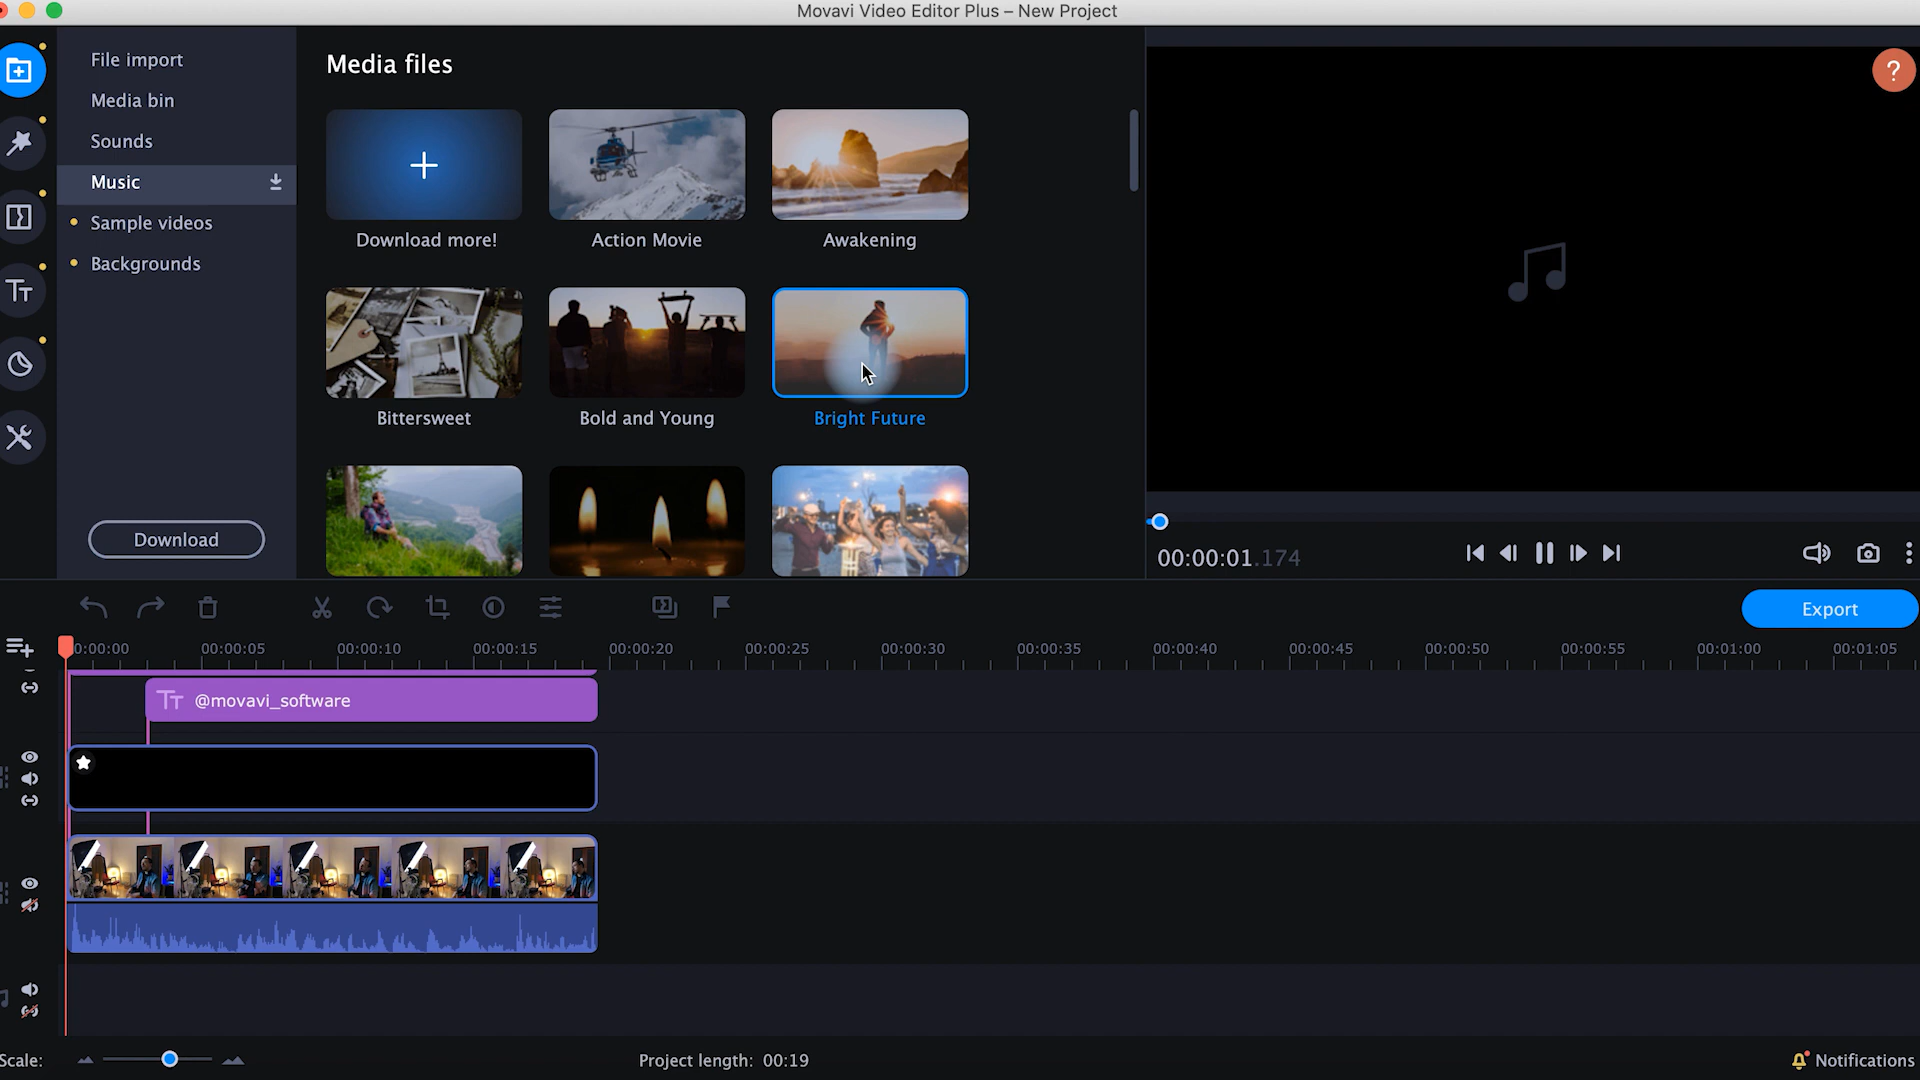 Movavi Video Editor Plus – New Project
File import
Media bin
Sounds
Music
Sample videos
Backgrounds
Download
Media files
Download more!
Action Movie
Awakening
Bittersweet
Bold and Young
Bright Future
?
00:00:01.174
Export
0:00:00 00:00:05 00:00:10 00:00:15 00:00:20 00:00:25 00:00:30 00:00:35 00:00:40 00:00:45 00:00:50 00:00:55 00:01:00 00:01:05
Tт @movavi_software
Scale:
Project length: 00:19
Notifications